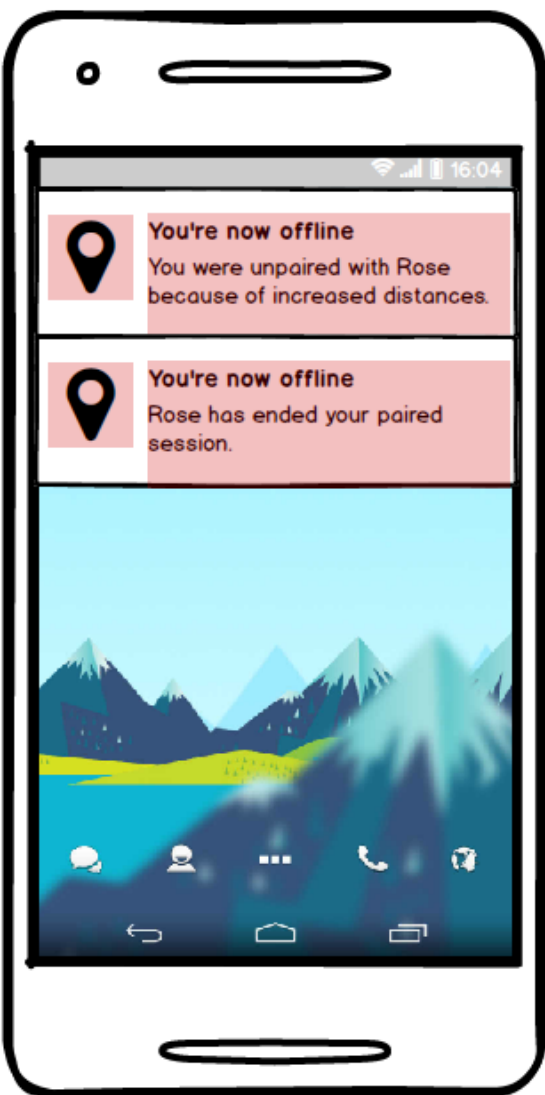 16:04
You're now offline
You were unpaired with Rose
because of increased distances.
You're now offline
Rose has ended your paired
session.